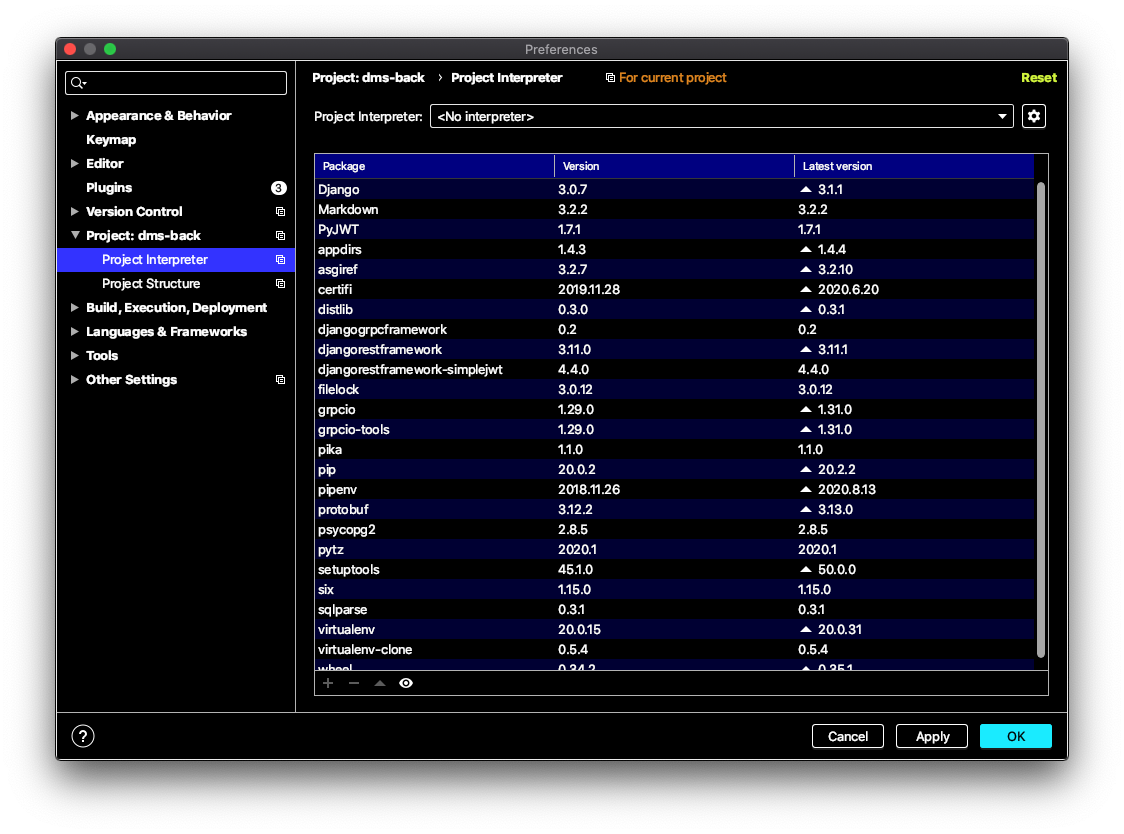 Preferences
Project: dms-back › Project Interpreter For current project Reset
Appearance & Behavior
Keymap
Editor
Plugins 3
Version Control
Project: dms-back
Project Interpreter
Project Structure
Build, Execution, Deployment
Languages & Frameworks
Tools
Other Settings
Project Interpreter: <No interpreter>
Package Version Latest version
Django 3.0.7 3.1.1
Markdown 3.2.2 3.2.2
PyJWT 1.7.1 1.7.1
appdirs 1.4.3 1.4.4
asgiref 3.2.7 3.2.10
certifi 2019.11.28 2020.6.20
distlib 0.3.0 0.3.1
djangogrpcframework 0.2 0.2
djangorestframework 3.11.0 3.11.1
djangorestframework-simplejwt 4.4.0 4.4.0
filelock 3.0.12 3.0.12
grpcio 1.29.0 1.31.0
grpcio-tools 1.29.0 1.31.0
pika 1.1.0 1.1.0
pip 20.0.2 20.2.2
pipenv 2018.11.26 2020.8.13
protobuf 3.12.2 3.13.0
psycopg2 2.8.5 2.8.5
pytz 2020.1 2020.1
setuptools 45.1.0 50.0.0
six 1.15.0 1.15.0
sqlparse 0.3.1 0.3.1
virtualenv 20.0.15 20.0.31
virtualenv-clone 0.5.4 0.5.4
wheel 0.34.2 0.35.1
? Cancel Apply OK